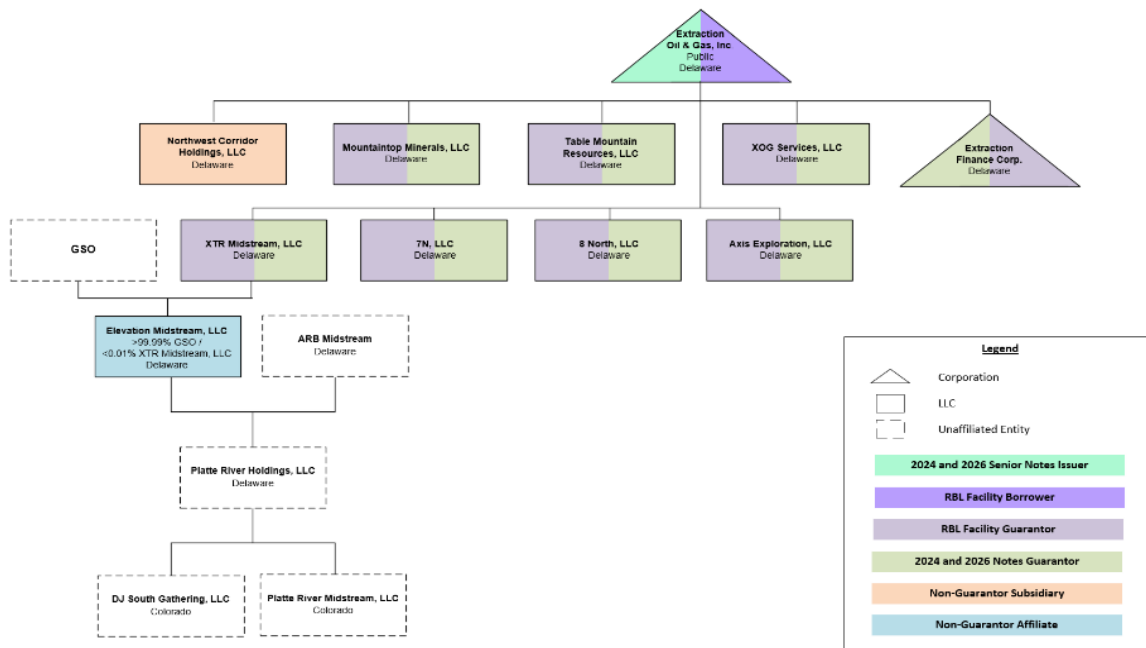 Extraction
Oil & Gas, Inc
Public
Delaware
Northwest Corridor
Holdings, LLC
Delaware
Mountaintop Minerals, LLC
Delaware
Table Mountain
Resources, LLC
Delaware
XOG Services, LLC
Delaware
Extraction
Finance Corp.
Delaware
GSO
XTR Midstream, LLC
Delaware
7N, LLC
Delaware
8 North, LLC
Delaware
Axis Exploration, LLC
Delaware
Elevation Midstream, LLC
>99.99% GSO /
<0.01% XTR Midstream, LLC
Delaware
ARB Midstream
Delaware
Platte River Holdings, LLC
Delaware
DJ South Gathering, LLC
Colorado
Platte River Midstream, LLC
Colorado
Legend
Corporation
LLC
Unaffiliated Entity
2024 and 2026 Senior Notes Issuer
RBL Facility Borrower
RBL Facility Guarantor
2024 and 2026 Notes Guarantor
Non-Guarantor Subsidiary
Non-Guarantor Affiliate